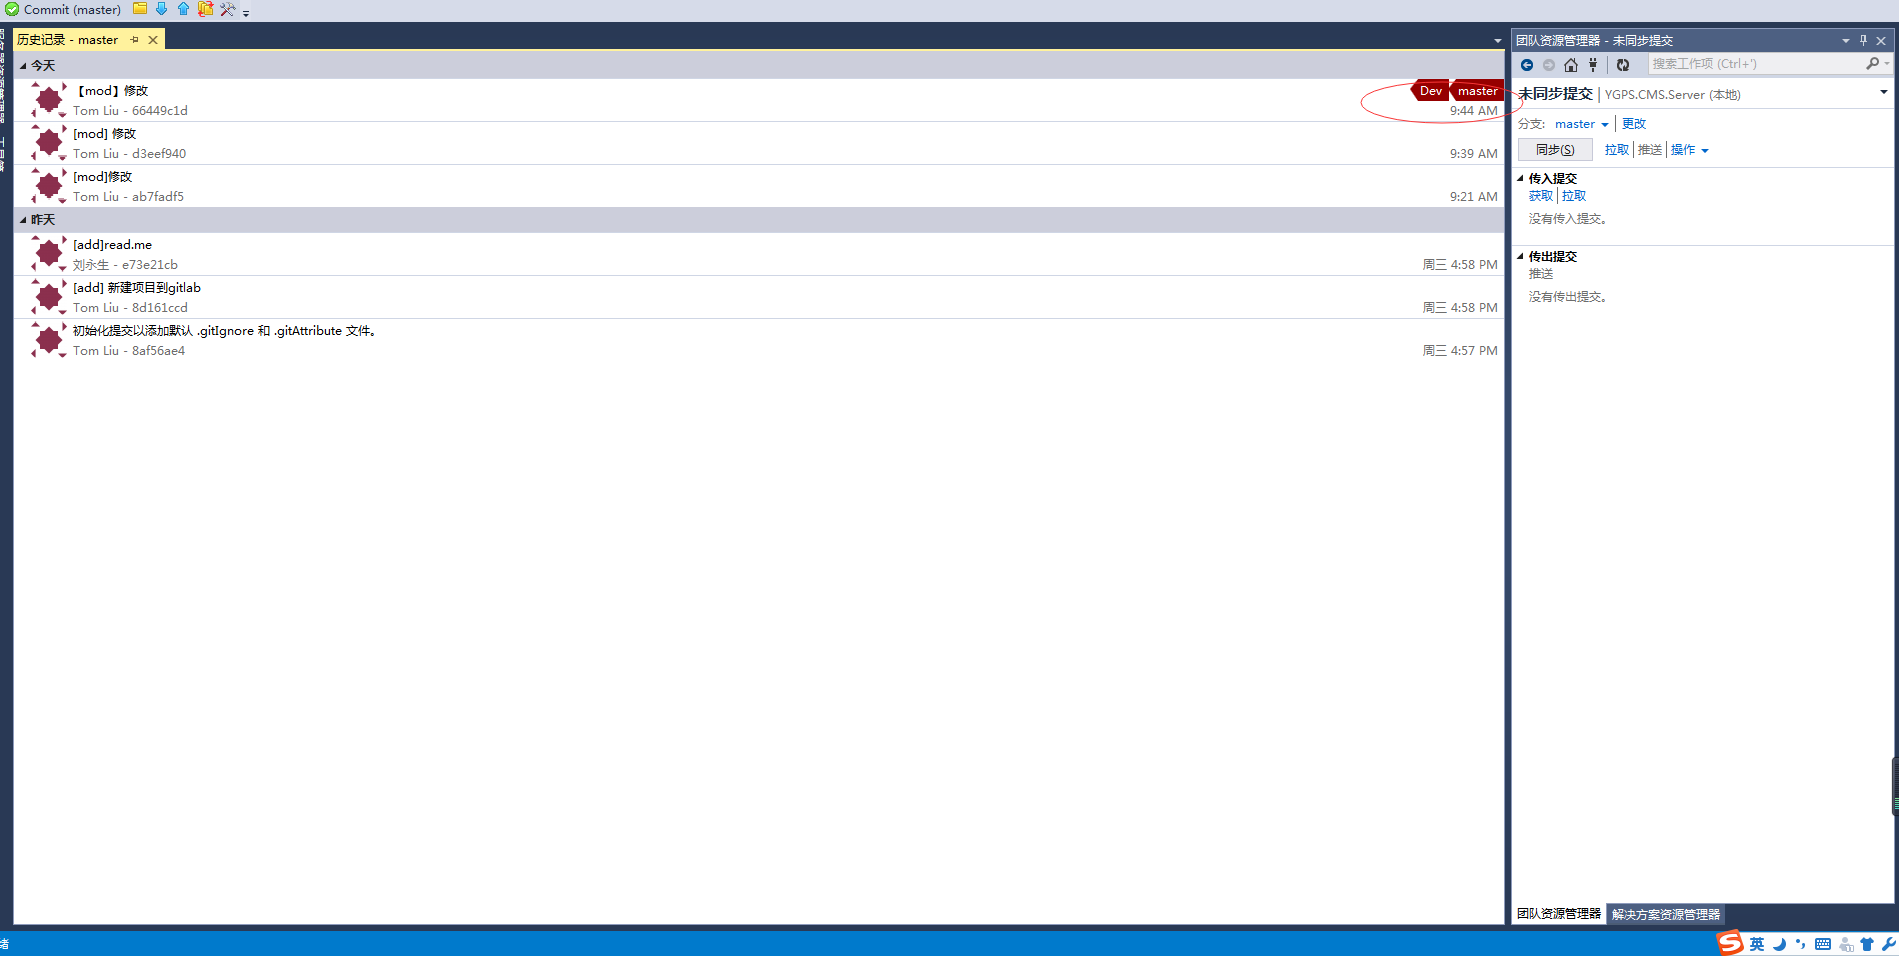 Commit (master)
历史记录 - master
今天
【mod】修改
Dev
master
Tom Liu - 66449c1d
9:44 AM
[mod] 修改
Tom Liu - d3eef940
9:39 AM
[mod]修改
Tom Liu - ab7fadf5
9:21 AM
昨天
[add]read.me
刘永生 - e73e21cb
周三 4:58 PM
[add] 新建项目到gitlab
Tom Liu - 8d161ccd
周三 4:58 PM
初始化提交以添加默认 .gitIgnore 和 .gitAttribute 文件。
Tom Liu - 8af56ae4
周三 4:57 PM
团队资源管理器 - 未同步提交
搜索工作项 (Ctrl+')
未同步提交 | YGPS.CMS.Server (本地)
分支: master 更改
同步(S) 拉取 推送 操作
传入提交
获取 拉取
没有传入提交。
传出提交
推送
没有传出提交。
团队资源管理器 解决方案资源管理器
绪
英